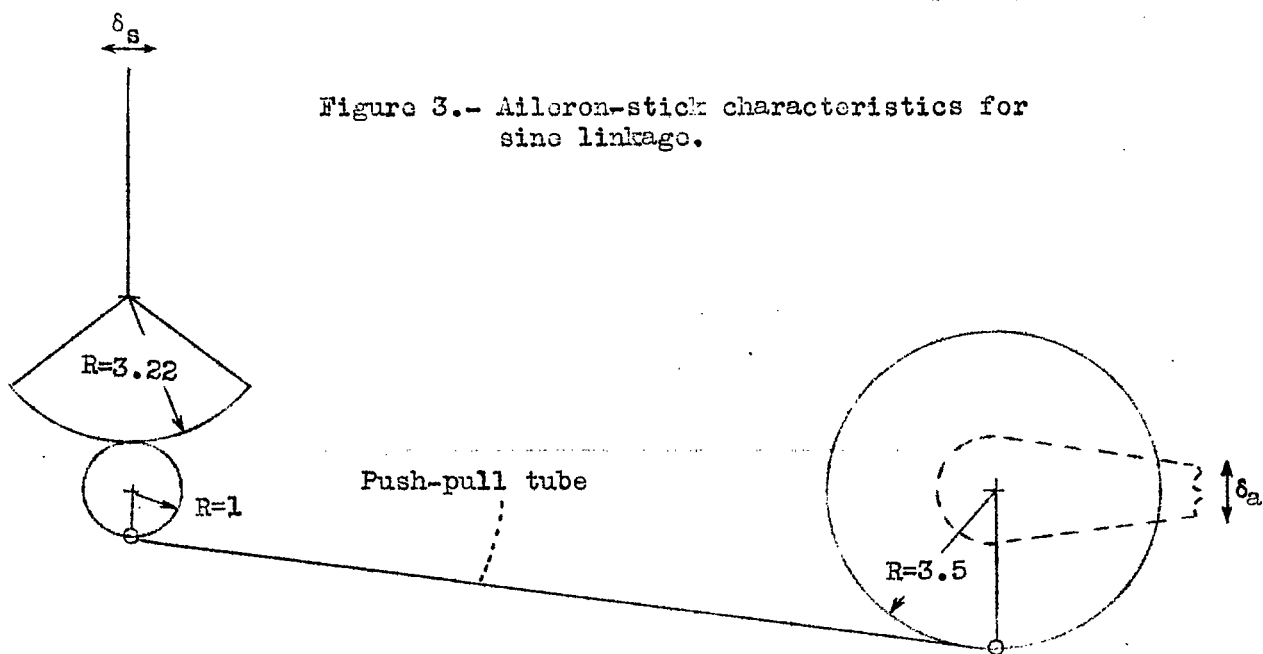 δs
Figure 3.- Aileron-stick characteristics for
sine linkage.
R=3.22
Push-pull tube
R=1
R=3.5
δa